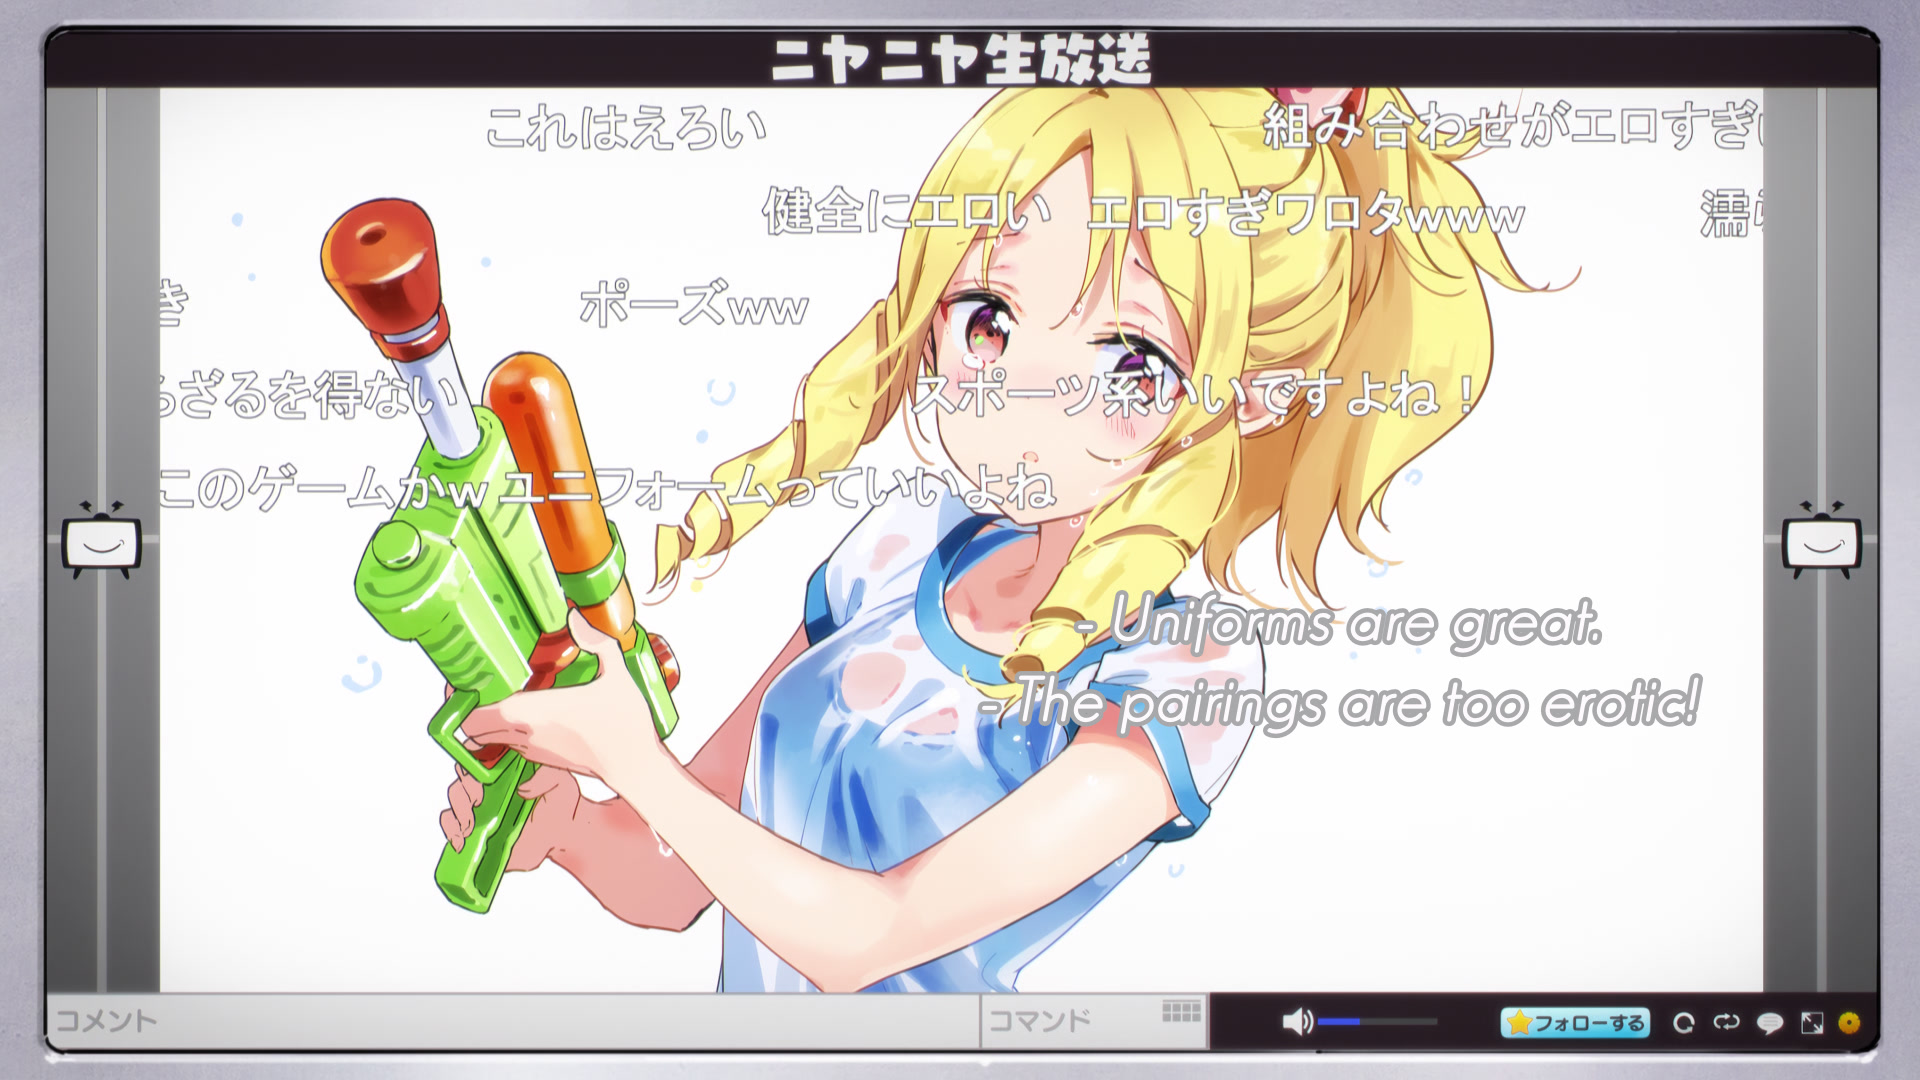 ニヤニヤ生放送
これはえろい
組み合わせがエロすぎ
健全にエロい
エロすぎワロタwww
濡
き
ポーズww
ざるを得ない
スポーツ系いいですよね！
このゲームかw
ユニフォームっていいよね
- Uniforms are great.
- The pairings are too erotic!
コメント
コマンド
フォローする